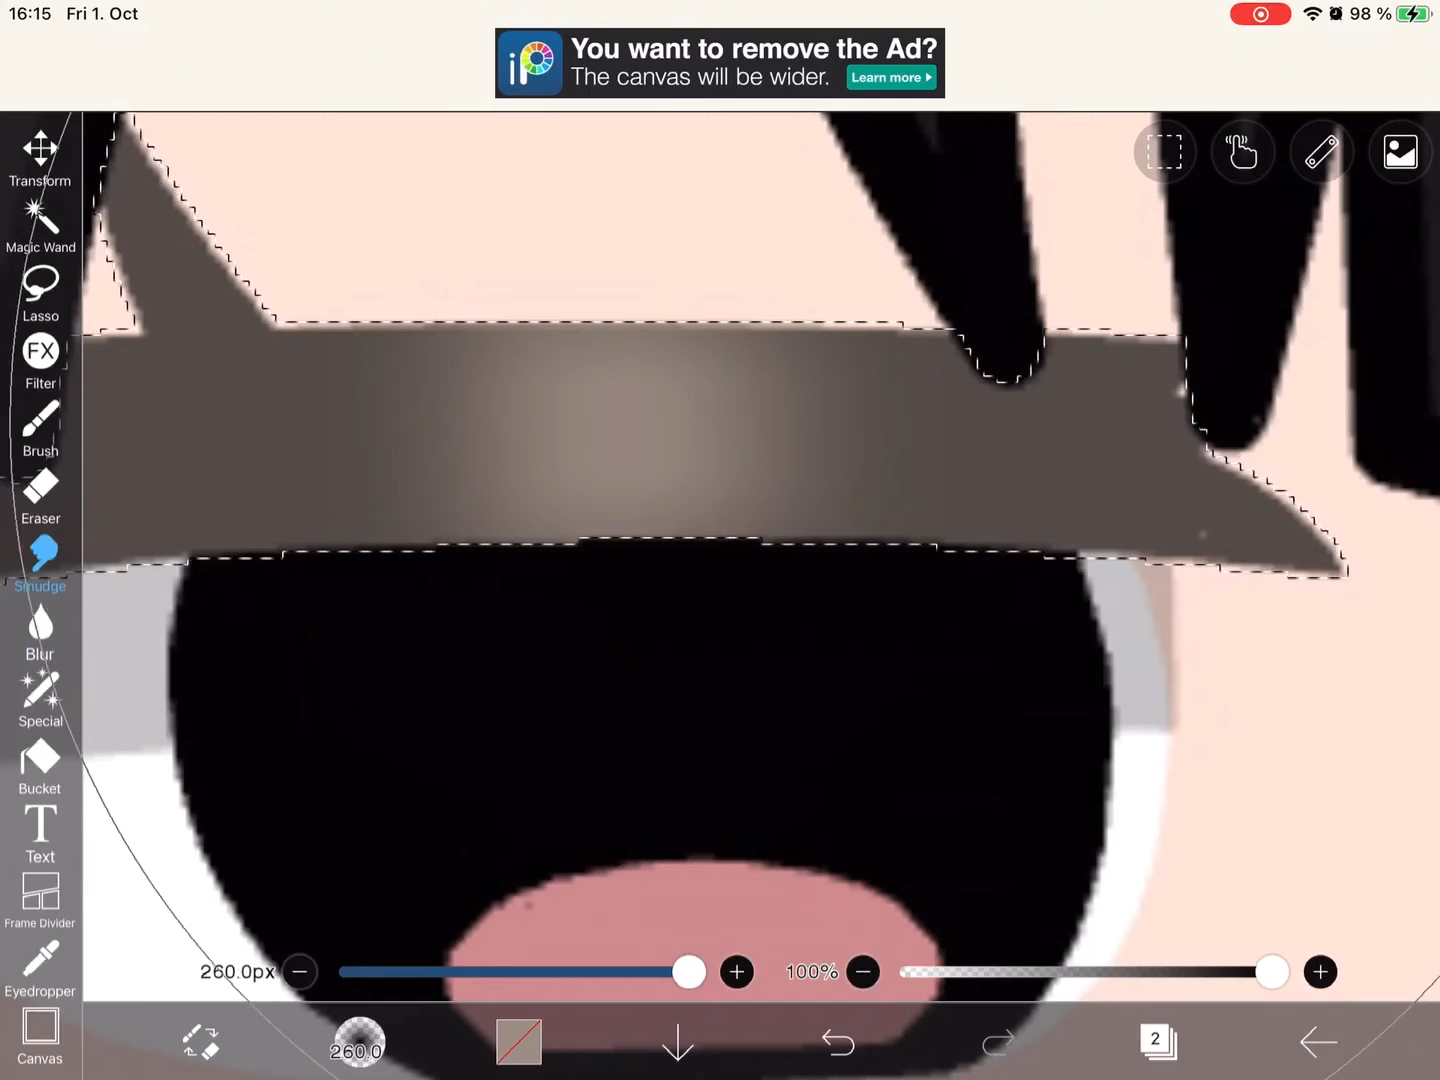 16:15 Fri 1. Oct
98 %
iP
You want to remove the Ad?
The canvas will be wider.
Learn more
Transform
Magic Wand
Lasso
FX
Filter
Brush
Eraser
Smudge
Blur
Special
Bucket
T
Text
Frame Divider
Eyedropper
Canvas
260.0px
100%
260.0
2